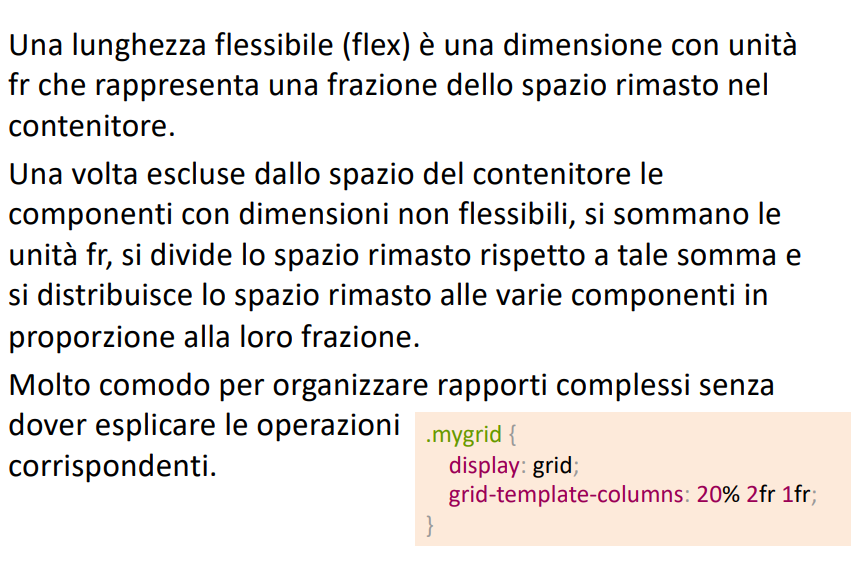 Una lunghezza flessibile (flex) è una dimensione con unità
fr che rappresenta una frazione dello spazio rimasto nel
contenitore.
Una volta escluse dallo spazio del contenitore le
componenti con dimensioni non flessibili, si sommano le
unità fr, si divide lo spazio rimasto rispetto a tale somma e
si distribuisce lo spazio rimasto alle varie componenti in
proporzione alla loro frazione.
Molto comodo per organizzare rapporti complessi senza
dover esplicare le operazioni
corrispondenti.
.mygrid {
display: grid;
grid-template-columns: 20% 2fr 1fr;
}